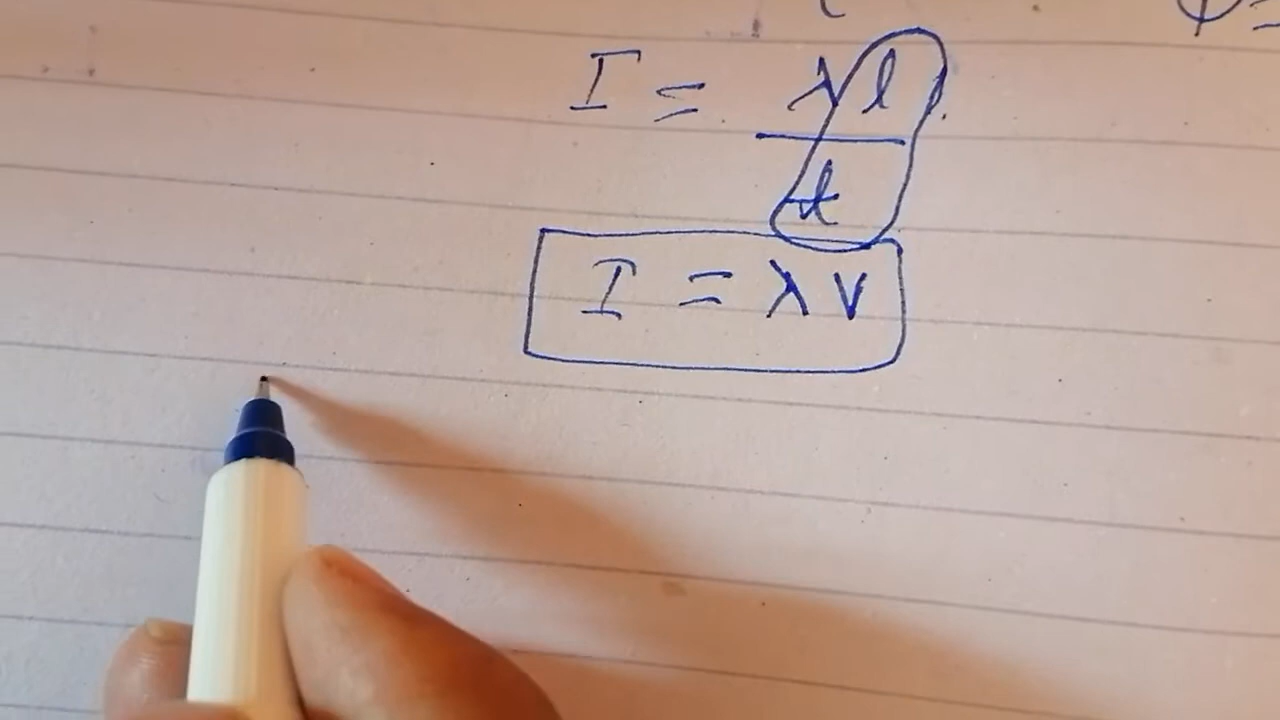 I = λl/t
I = λv